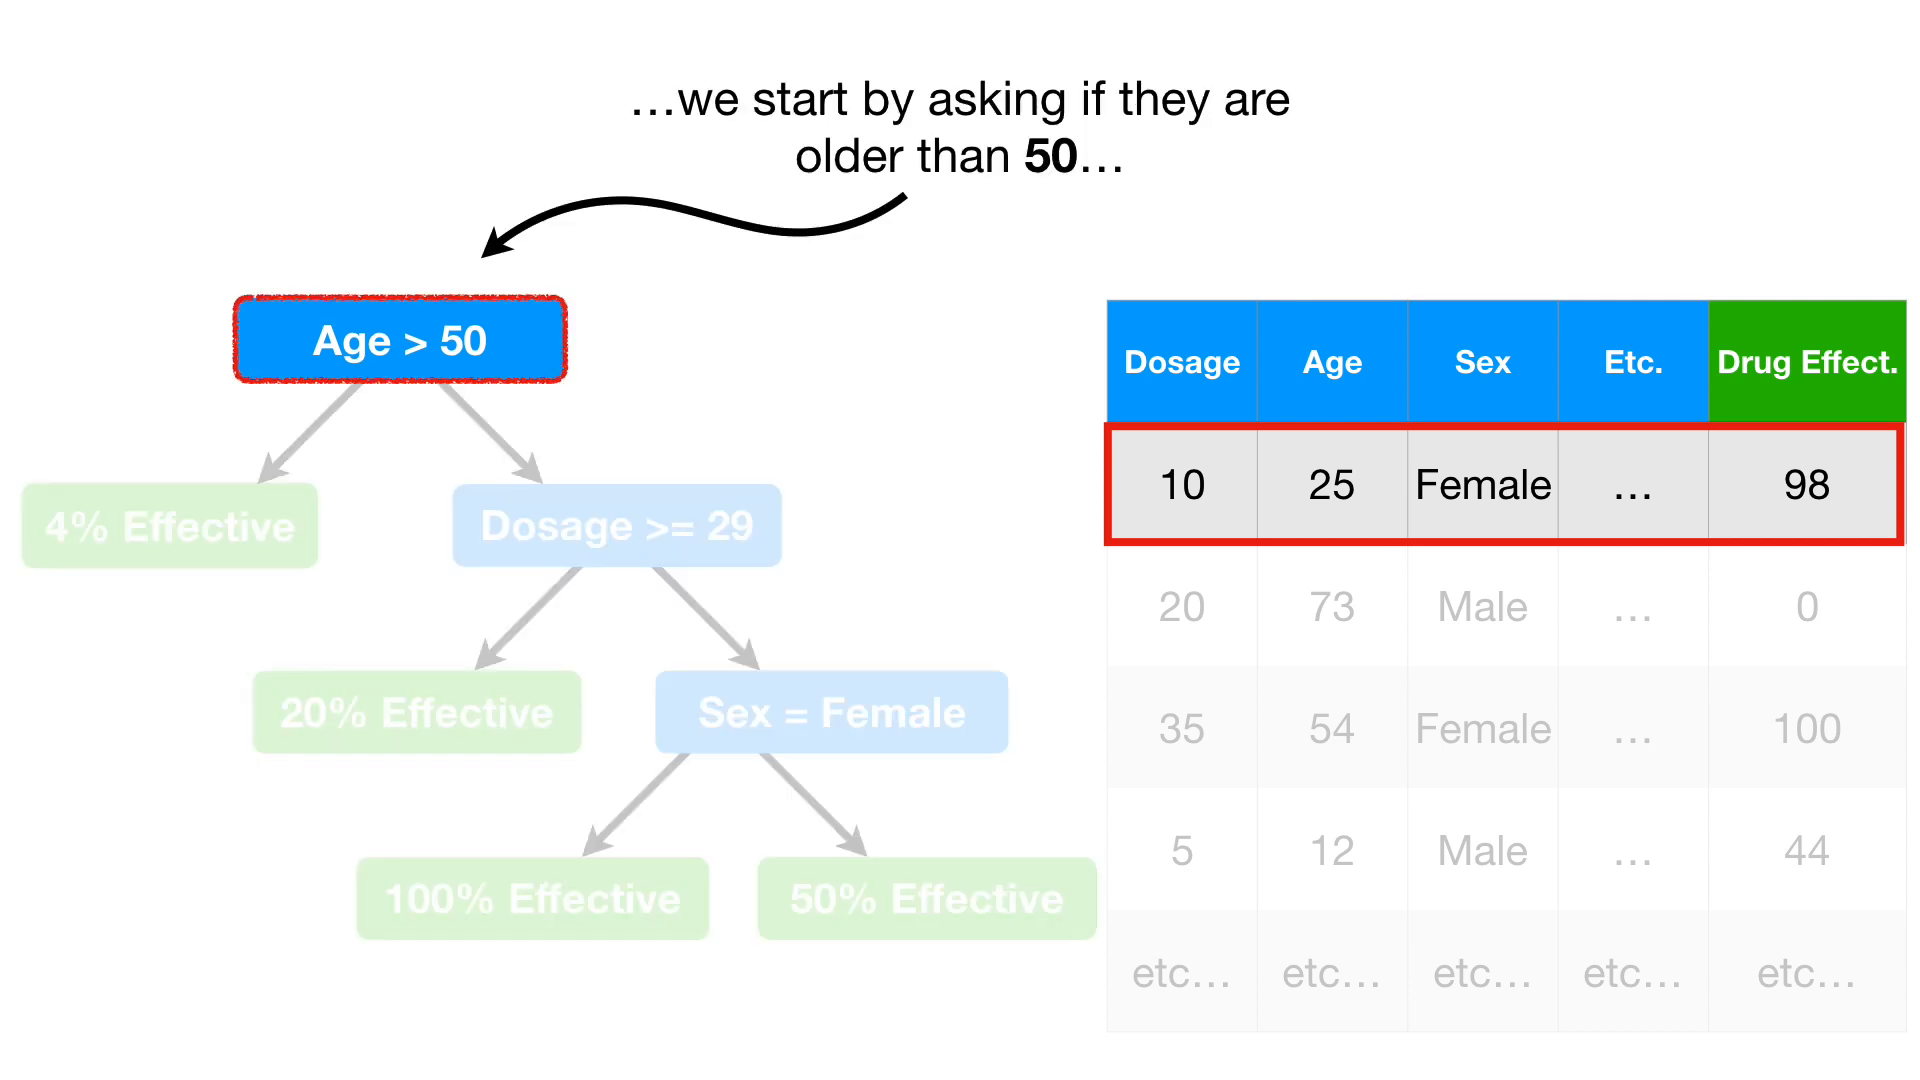 …we start by asking if they are
older than 50…
Age > 50
4% Effective
Dosage >= 29
20% Effective
Sex = Female
100% Effective
50% Effective
Dosage Age Sex Etc. Drug Effect.
10 25 Female … 98
20 73 Male … 0
35 54 Female … 100
5 12 Male … 44
etc… etc… etc… etc… etc…